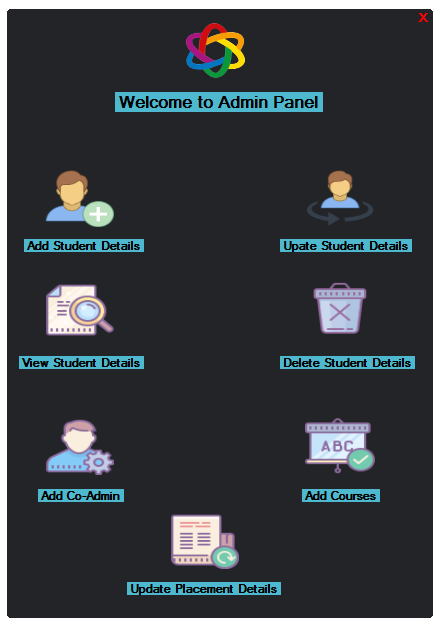 X
Welcome to Admin Panel
Add Student Details
Upate Student Details
View Student Details
Delete Student Details
ABC
Add Co-Admin
Add Courses
Update Placement Details